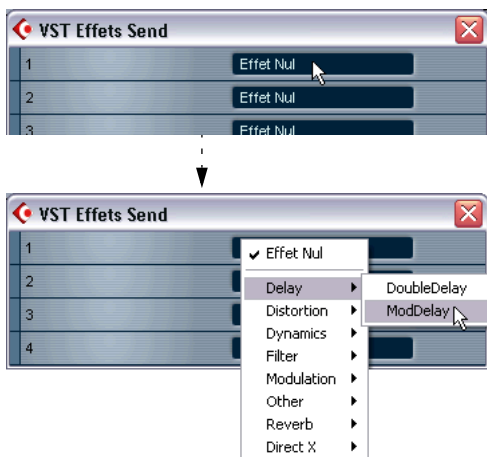 VST Effets Send
1 Effet Nul
2 Effet Nul
3 Effet Nul
VST Effets Send
1
2
3
4
Effet Nul
Delay
Distortion
Dynamics
Filter
Modulation
Other
Reverb
Direct X
DoubleDelay
ModDelay